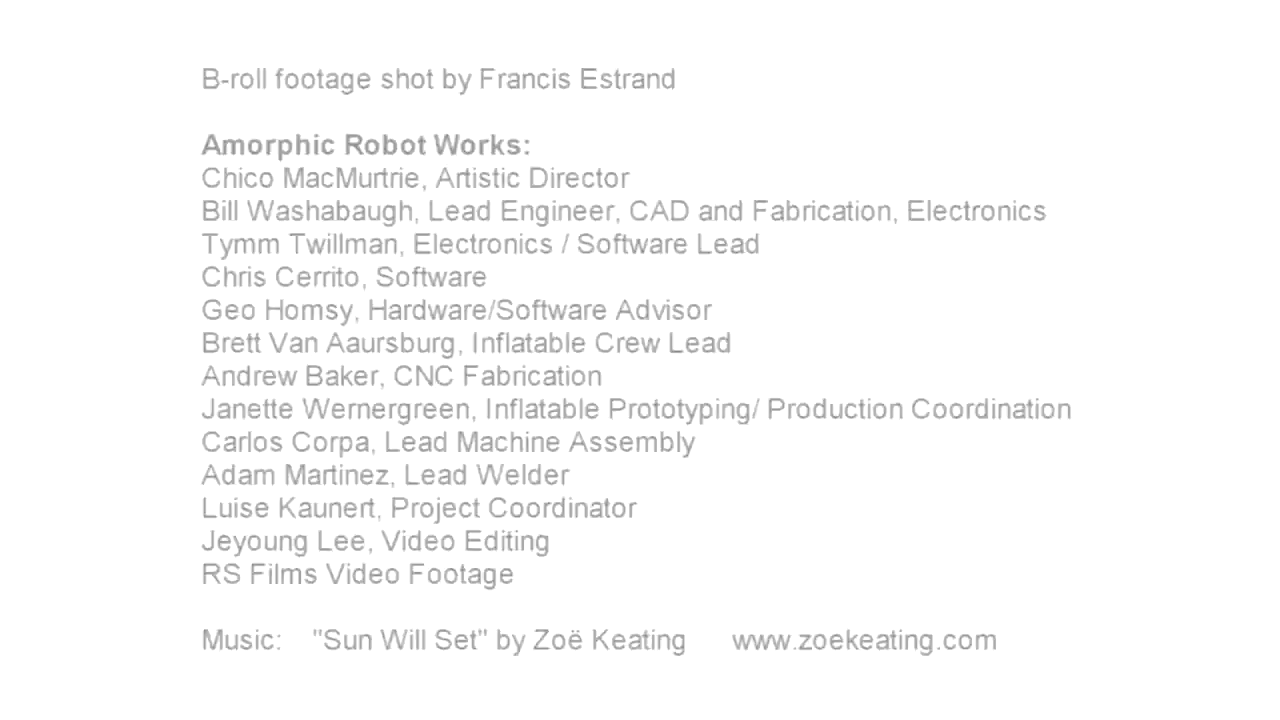 B-roll footage shot by Francis Estrand
Amorphic Robot Works:
Chico MacMurtrie, Artistic Director
Bill Washabaugh, Lead Engineer, CAD and Fabrication, Electronics
Tymm Twillman, Electronics / Software Lead
Chris Cerrito, Software
Geo Homsy, Hardware/Software Advisor
Brett Van Aaursburg, Inflatable Crew Lead
Andrew Baker, CNC Fabrication
Janette Wernergreen, Inflatable Prototyping/ Production Coordination
Carlos Corpa, Lead Machine Assembly
Adam Martinez, Lead Welder
Luise Kaunert, Project Coordinator
Jeyoung Lee, Video Editing
RS Films Video Footage
Music: "Sun Will Set" by Zoë Keating www.zoekeating.com